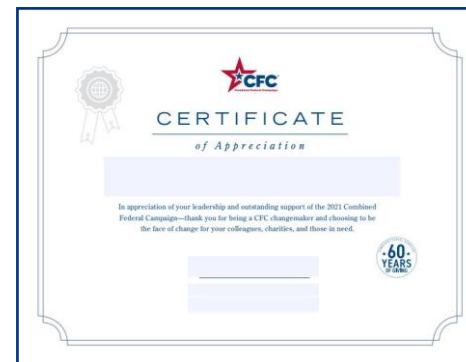 CFC
CERTIFICATE
of Appreciation
In appreciation of your leadership and outstanding support of the 2021 Combined
Federal Campaign—thank you for being a CFC changemaker and choosing to be
the face of change for your colleagues, charities, and those in need.
60
YEARS
OF GIVING